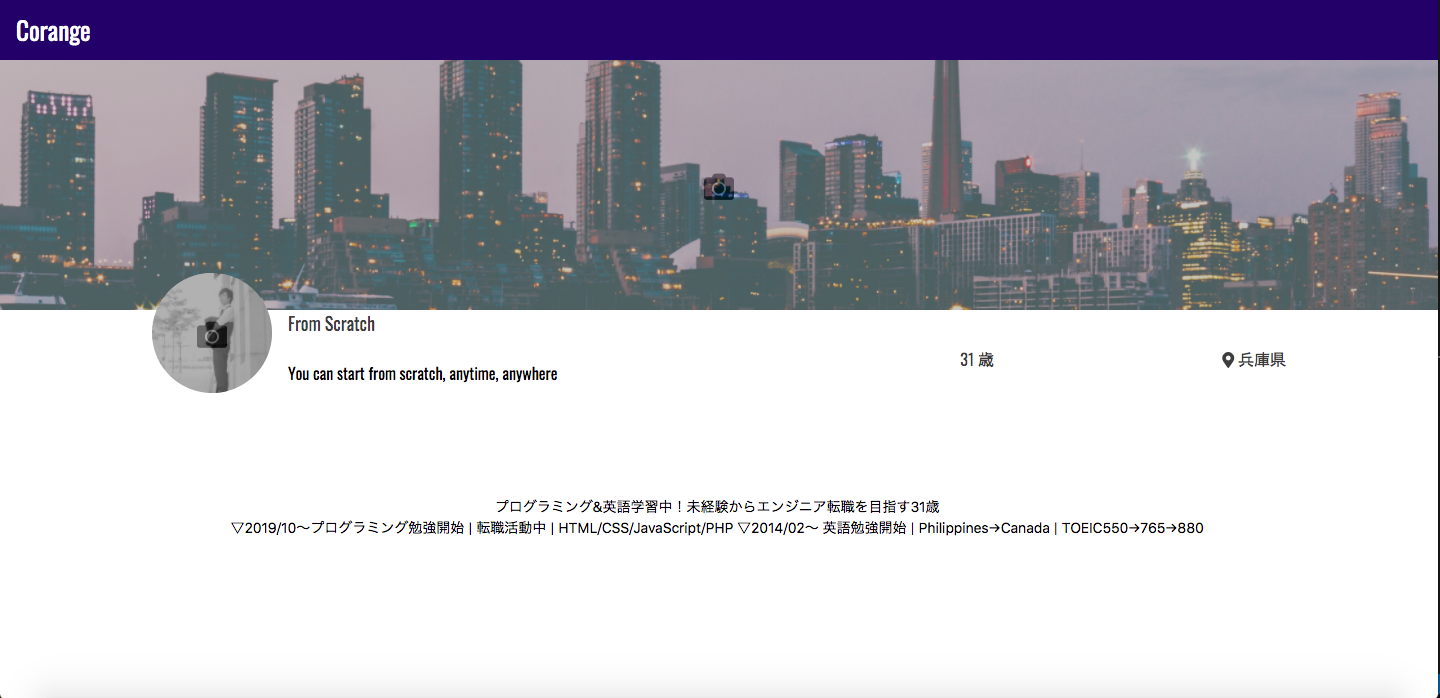 Corange
From Scratch
You can start from scratch, anytime, anywhere
31 歳
兵庫県
プログラミング&英語学習中！未経験からエンジニア転職を目指す31歳
▽2019/10〜プログラミング勉強開始 | 転職活動中 | HTML/CSS/JavaScript/PHP ▽2014/02〜 英語勉強開始 | Philippines→Canada | TOEIC550→765→880